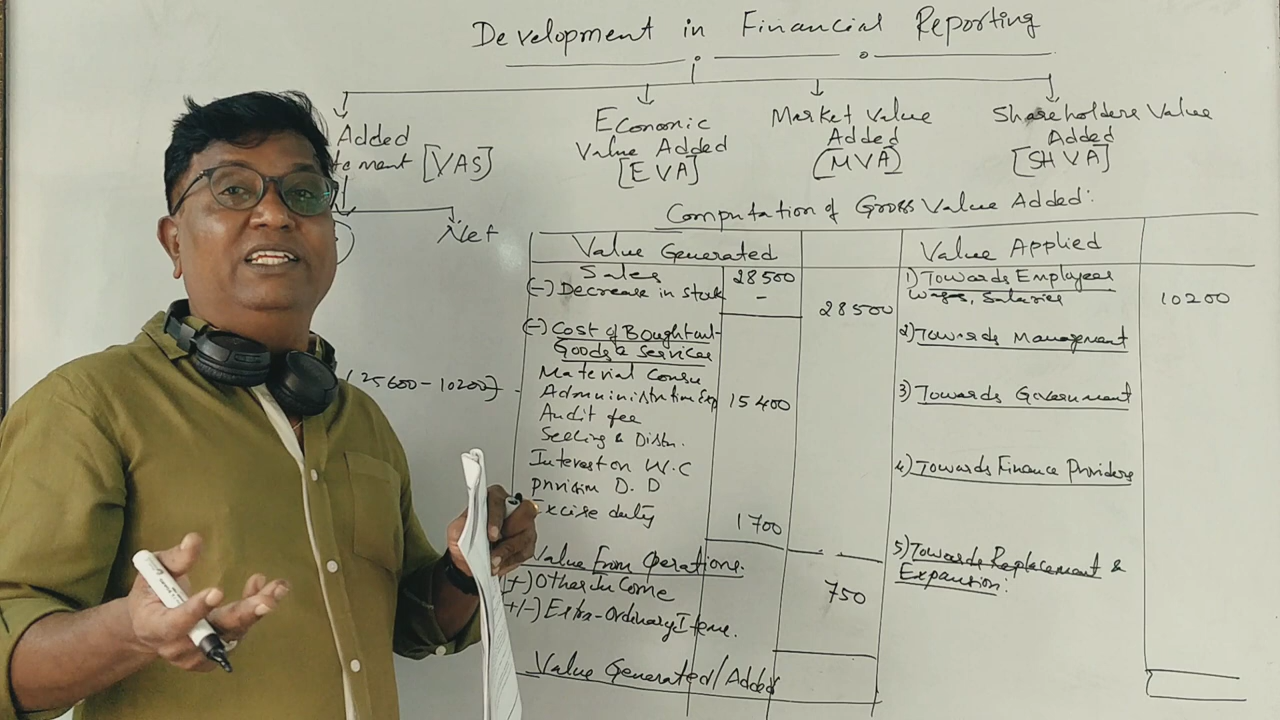 Development in Financial Reporting
Added
tement [VAS]
Economic
Value Added
[EVA]
Market Value
Added
(MVA)
Shareholders Value
Added
[SHVA]
Net
Computation of Gross Value Added:
Value Generated
Value Applied
Sales 28500
(-) Decrease in stock -
28500
(-) Cost of Boughtout
Goods & Services
Material Consu
(25600-10200)
Admininistration Exp 15400
Audit fee
Selling & Distn.
Interest on W.C
provision D.D
Excise duty 1700
Value From Operations.
(+) Other Income 750
(+/-) Extra-Ordinary Items.
Value Generated/Added
1) Towards Employees
Wages, Salaries 10200
2) Towards Management
3) Towards Government
4) Towards Finance Providers
5) Towards Replacement &
Expansion: